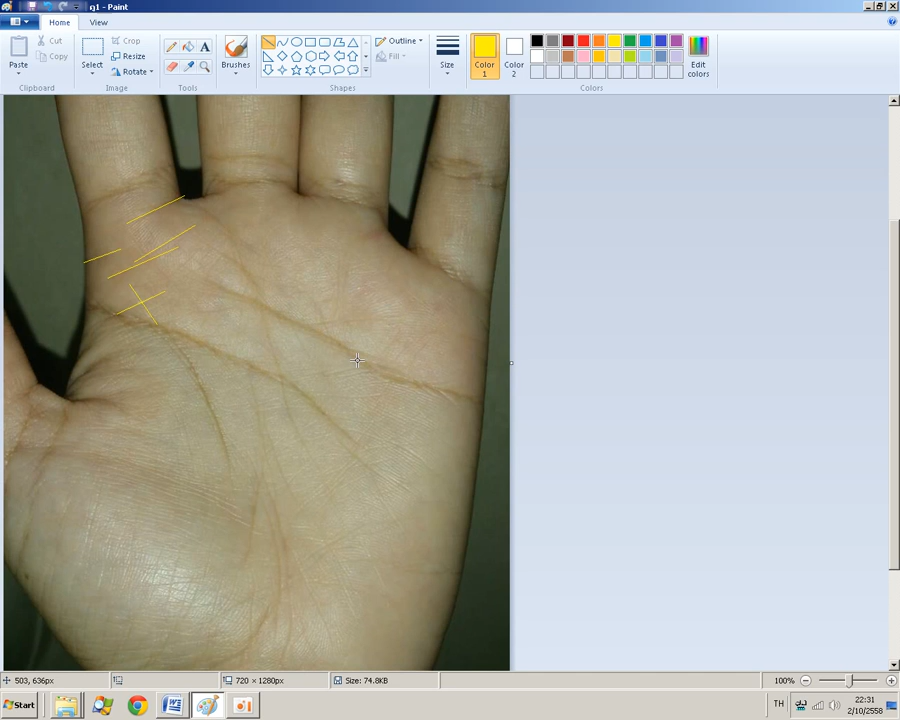 g1 - Paint
Home
View
Paste
Cut
Copy
Clipboard
Select
Crop
Resize
Rotate
Image
Tools
Brushes
Outline
Fill
Shapes
Size
Color 1
Color 2
Edit colors
Colors
503, 636px
720 × 1280px
Size: 74.8KB
100%
Start
TH
22:31
2/10/2558